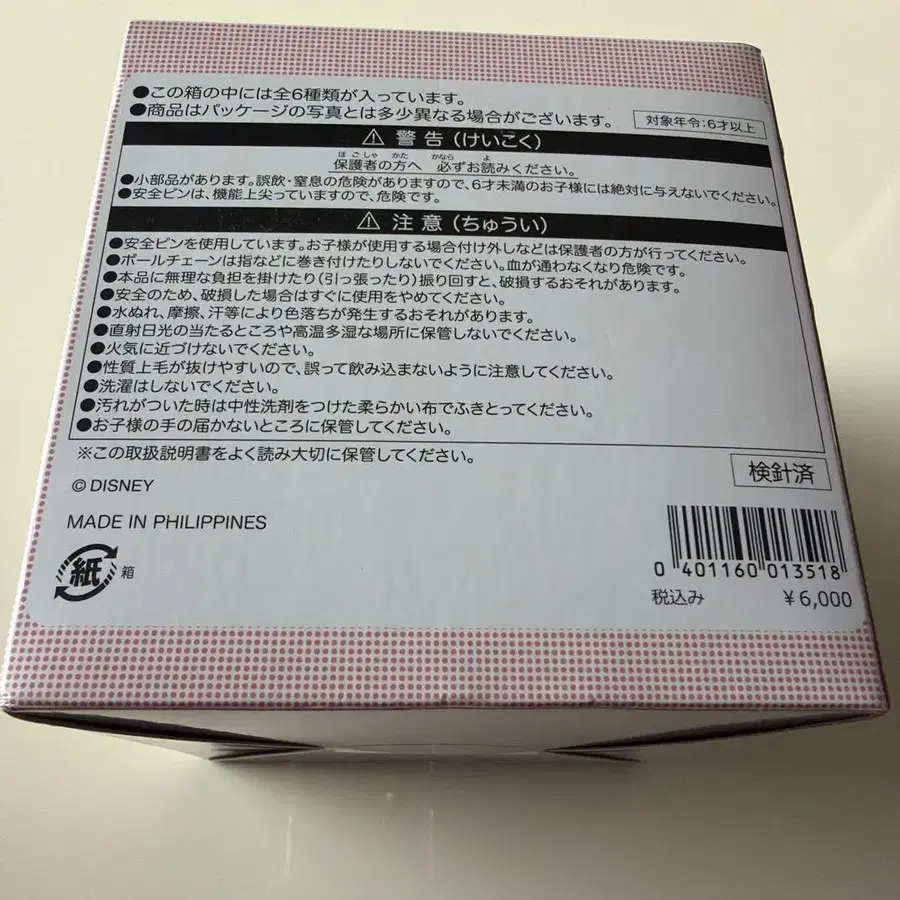 ●この箱の中には全6種類が入っています。
●商品はパッケージの写真とは多少異なる場合がございます。
対象年令:6才以上
⚠ 警告(けいこく)
ほごしゃ かた かなら よ
保護者の方へ 必ずお読みください。
●小部品があります。誤飲・窒息の危険がありますので、6才未満のお子様には絶対に与えないでください。
●安全ピンは、機能上尖っていますので、危険です。
⚠ 注意(ちゅうい)
●安全ピンを使用しています。お子様が使用する場合付け外しなどは保護者の方が行ってください。
●ボールチェーンは指などに巻き付けたりしないでください。血が通わなくなり危険です。
●本品に無理な負担を掛けたり(引っ張ったり)振り回すと、破損するおそれがあります。
●安全のため、破損した場合はすぐに使用をやめてください。
●水ぬれ、摩擦、汗等により色落ちが発生するおそれがあります。
●直射日光の当たるところや高温多湿な場所に保管しないでください。
●火気に近づけないでください。
●性質上毛が抜けやすいので、誤って飲み込まないように注意してください。
●洗濯はしないでください。
●汚れがついた時は中性洗剤をつけた柔らかい布でふきとってください。
●お子様の手の届かないところに保管してください。
※この取扱説明書をよく読み大切に保管してください。
検針済
© DISNEY
MADE IN PHILIPPINES
紙 箱
0 401160 013518
税込み ¥6,000